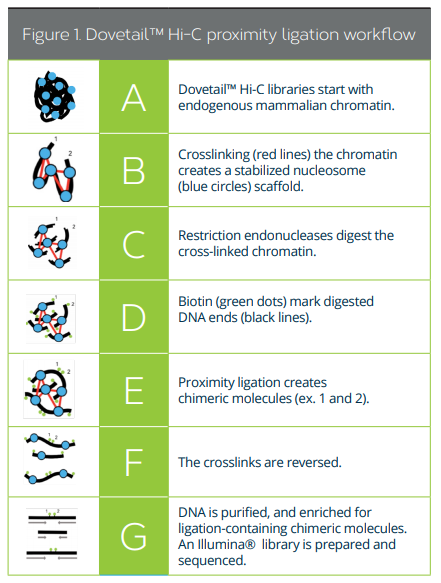 Figure 1. Dovetail™ Hi-C proximity ligation workflow
A
Dovetail™ Hi-C libraries start with
endogenous mammalian chromatin.
1
2
B
Crosslinking (red lines) the chromatin
creates a stabilized nucleosome
(blue circles) scaffold.
1
2
C
Restriction endonucleases digest the
cross-linked chromatin.
1
2
D
Biotin (green dots) mark digested
DNA ends (black lines).
1
2
E
Proximity ligation creates
chimeric molecules (ex. 1 and 2).
1 2
F
The crosslinks are reversed.
1 2
G
DNA is purified, and enriched for
ligation-containing chimeric molecules.
An Illumina® library is prepared and
sequenced.